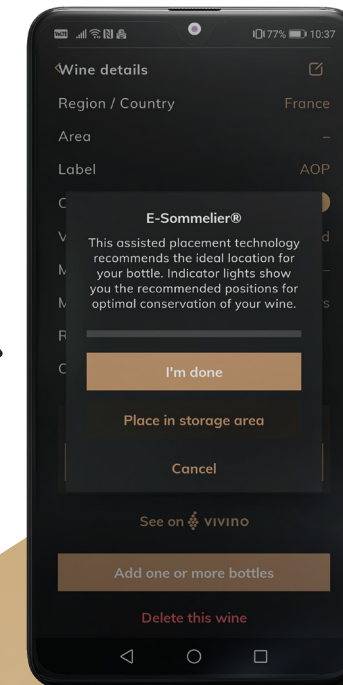 77% 10:37
Wine details
Region / Country France
Area –
Label AOP
C
V d
M –
M s
R
C
E-Sommelier®
This assisted placement technology
recommends the ideal location for
your bottle. Indicator lights show
you the recommended positions for
optimal conservation of your wine.
I'm done
Place in storage area
Cancel
See on VIVINO
Add one or more bottles
Delete this wine